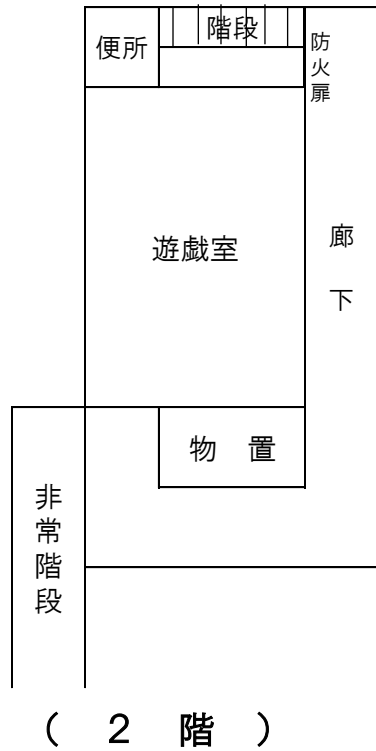 便所
階段
防火扉
遊戯室
廊下
物 置
非常階段
( ２ 階 )